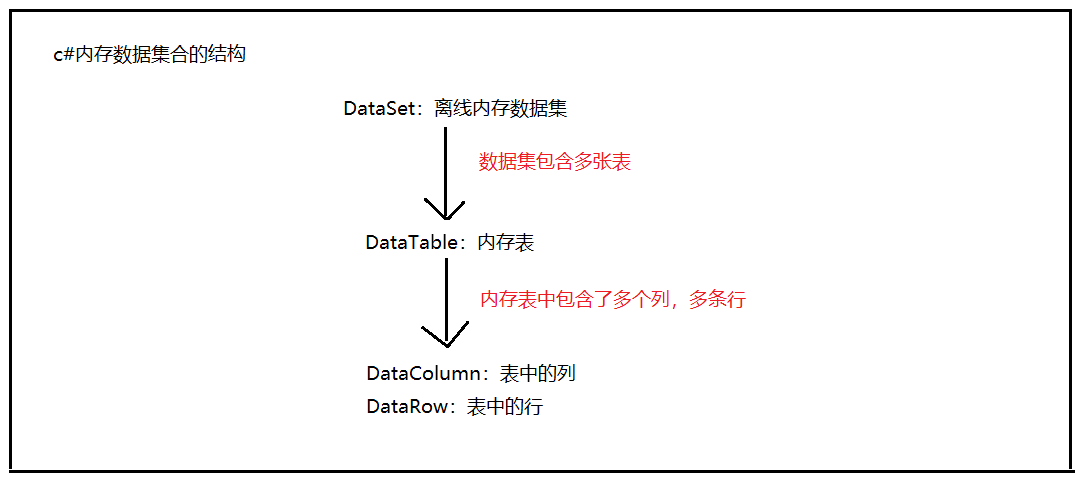 c#内存数据集合的结构
DataSet：离线内存数据集
数据集包含多张表
DataTable：内存表
内存表中包含了多个列，多条行
DataColumn：表中的列
DataRow：表中的行